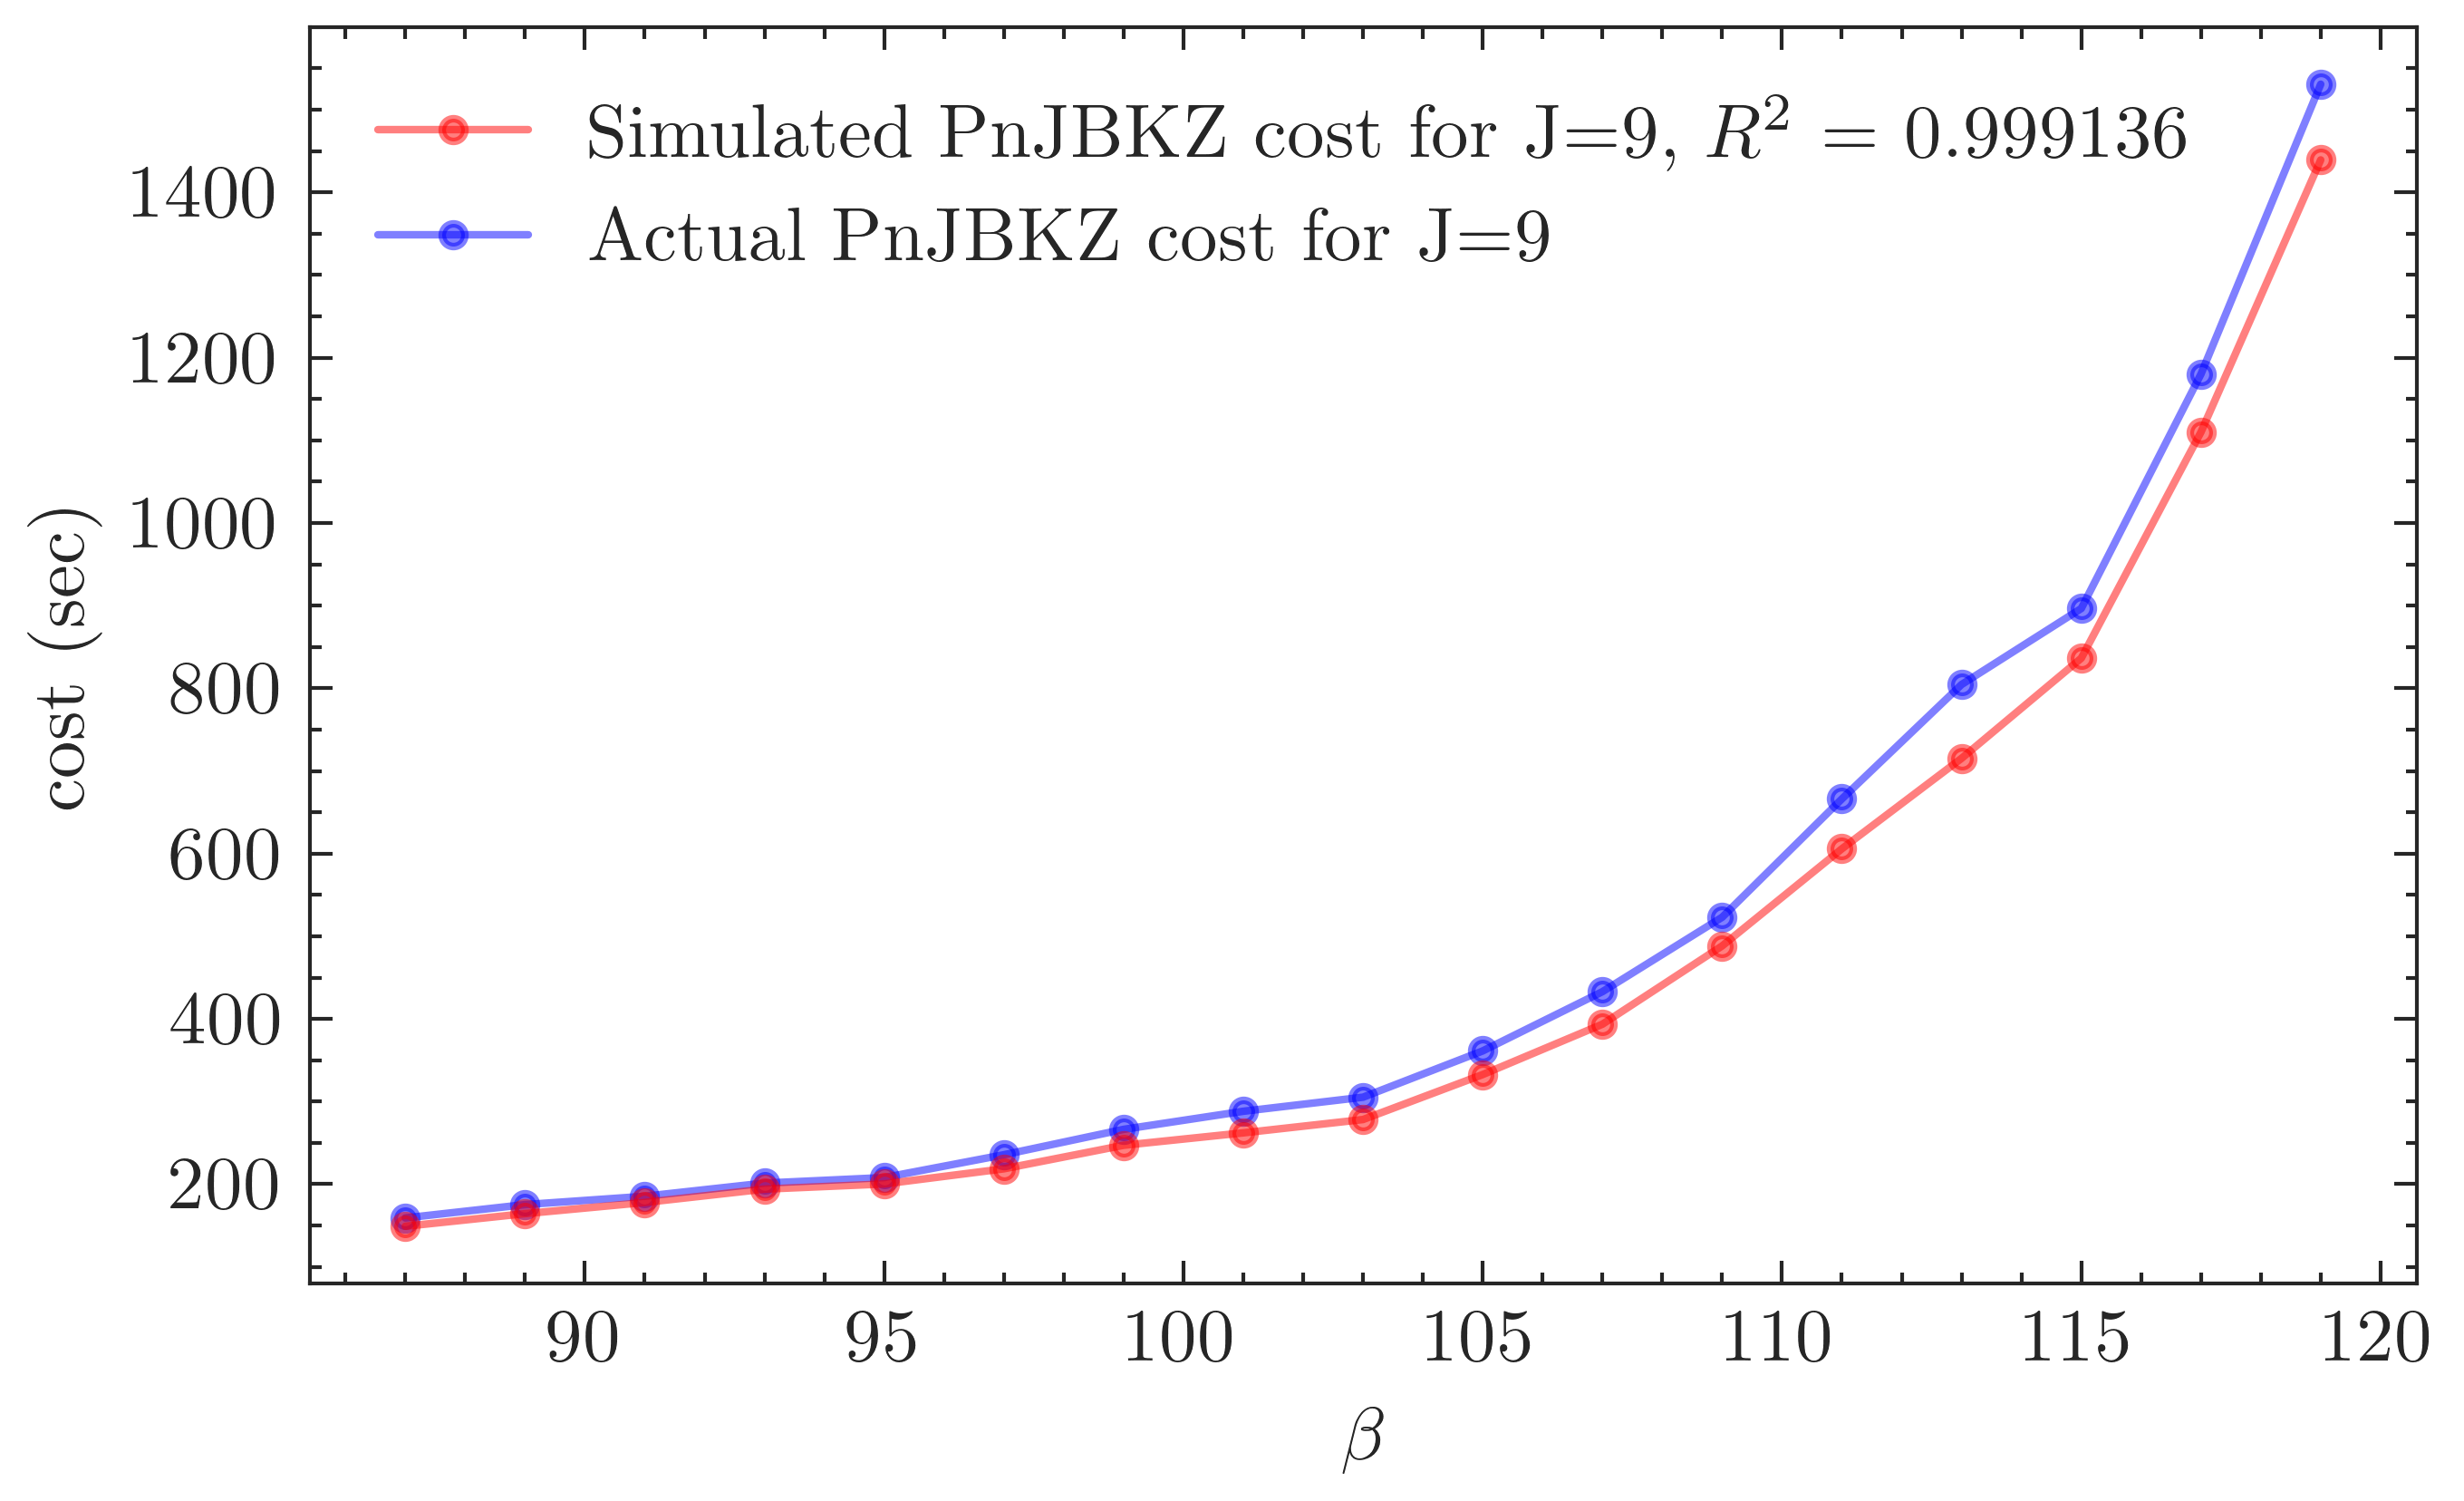 Simulated PnJBKZ cost for J=9, R² = 0.999136
Actual PnJBKZ cost for J=9
1400
1200
1000
800
600
400
200
cost (sec)
90 95 100 105 110 115 120
β